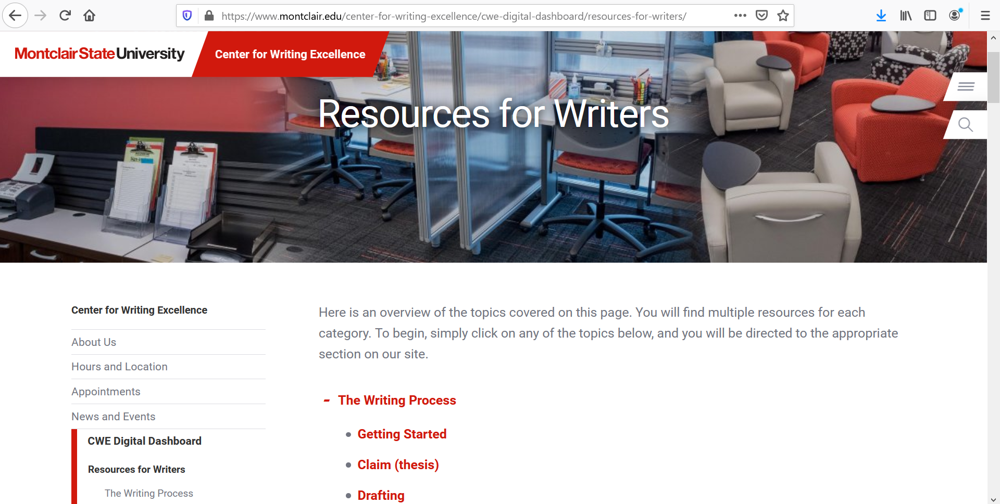 https://www.montclair.edu/center-for-writing-excellence/cwe-digital-dashboard/resources-for-writers/
Montclair State University
Center for Writing Excellence
Resources for Writers
Center for Writing Excellence
About Us
Hours and Location
Appointments
News and Events
CWE Digital Dashboard
Resources for Writers
The Writing Process
Here is an overview of the topics covered on this page. You will find multiple resources for each
category. To begin, simply click on any of the topics below, and you will be directed to the appropriate
section on our site.
- The Writing Process
• Getting Started
• Claim (thesis)
• Drafting